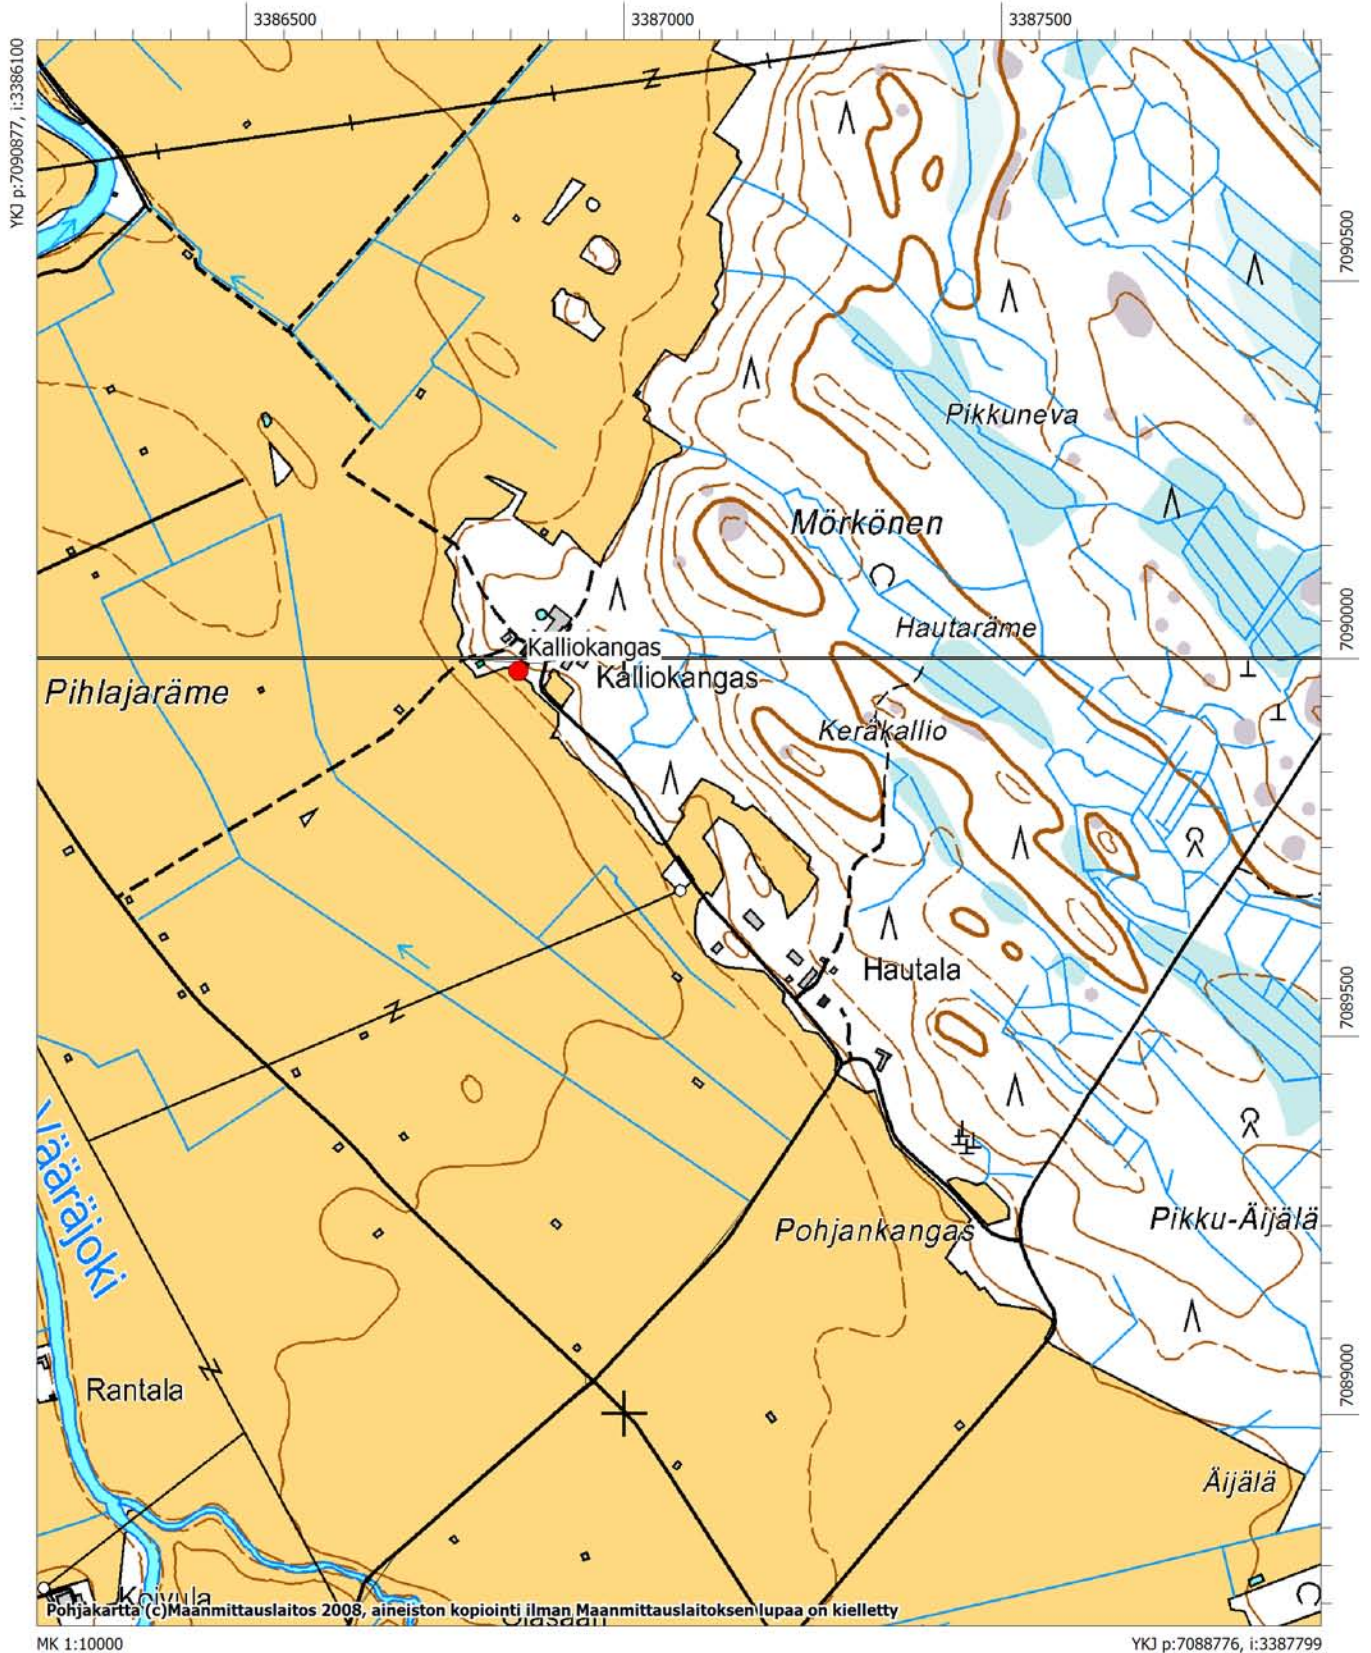 3386500 3387000 3387500
YKJ p:7090877, i:3386100
7090500
Pikkuneva
Mörkönen
7090000
Hautaräme
Kalliokangas
Kalliokangas
Pihlajaräme
Keräkallio
Hautala
7089500
Vääräjoki
Pohjankangas
Pikku-Äijälä
7089000
Rantala
Äijälä
Koivula
Pohjakartta (c)Maanmittauslaitos 2008, aineiston kopiointi ilman Maanmittauslaitoksen lupaa on kielletty
MK 1:10000
YKJ p:7088776, i:3387799